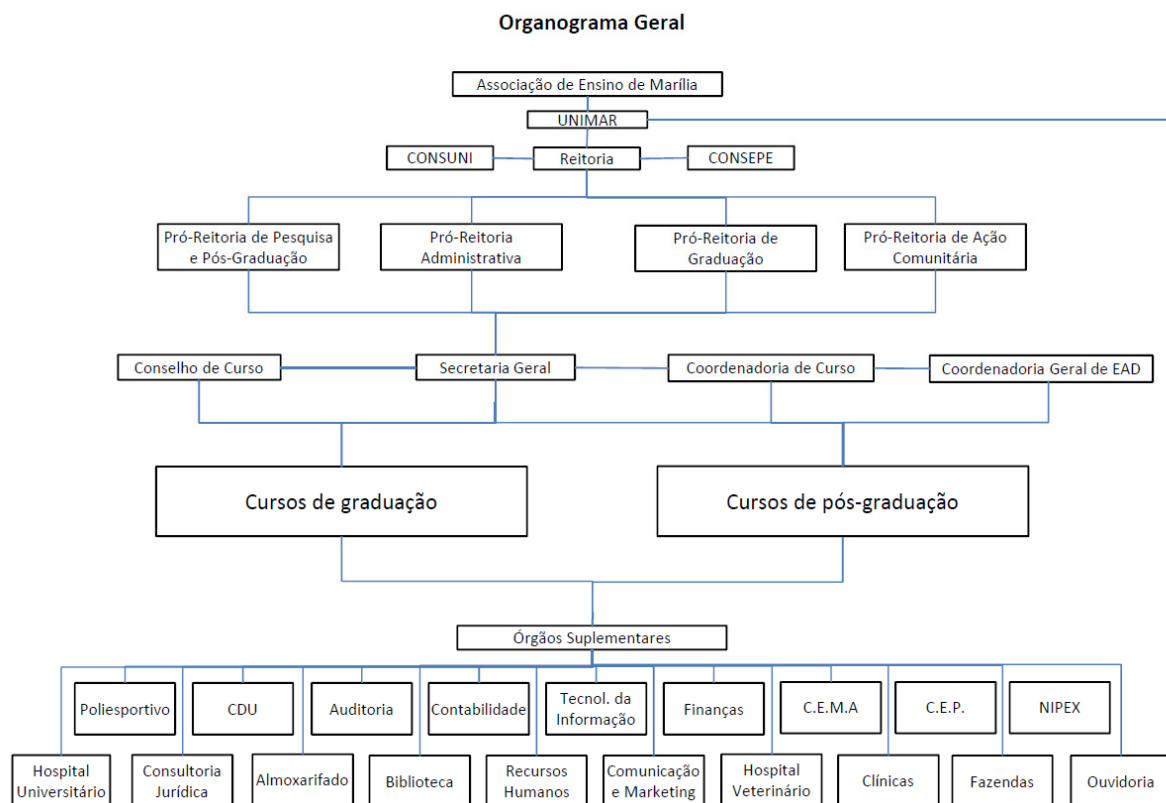 Organograma Geral
Associação de Ensino de Marília
UNIMAR
CONSUNI
Reitoria
CONSEPE
Pró-Reitoria de Pesquisa
e Pós-Graduação
Pró-Reitoria
Administrativa
Pró-Reitoria de
Graduação
Pró-Reitoria de Ação
Comunitária
Conselho de Curso
Secretaria Geral
Coordenadoria de Curso
Coordenadoria Geral de EAD
Cursos de graduação
Cursos de pós-graduação
Órgãos Suplementares
Poliesportivo
CDU
Auditoria
Contabilidade
Tecnol. da
Informação
Finanças
C.E.M.A
C.E.P.
NIPEX
Hospital
Universitário
Consultoria
Jurídica
Almoxarifado
Biblioteca
Recursos
Humanos
Comunicação
e Marketing
Hospital
Veterinário
Clínicas
Fazendas
Ouvidoria